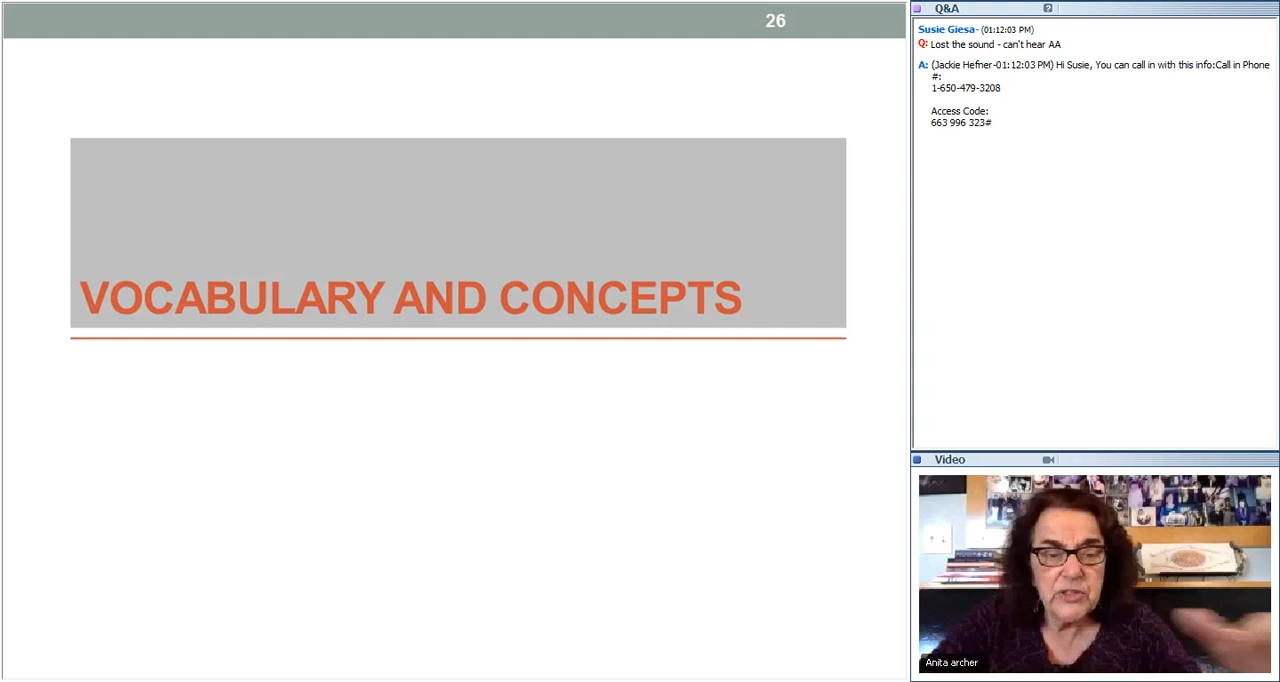 26
VOCABULARY AND CONCEPTS
Q&A
?
Susie Giesa- (01:12:03 PM)
Q: Lost the sound - can't hear AA
A: (Jackie Hefner-01:12:03 PM) Hi Susie, You can call in with this info:Call in Phone
#:
1-650-479-3208
Access Code:
663 996 323#
Video
Anita archer